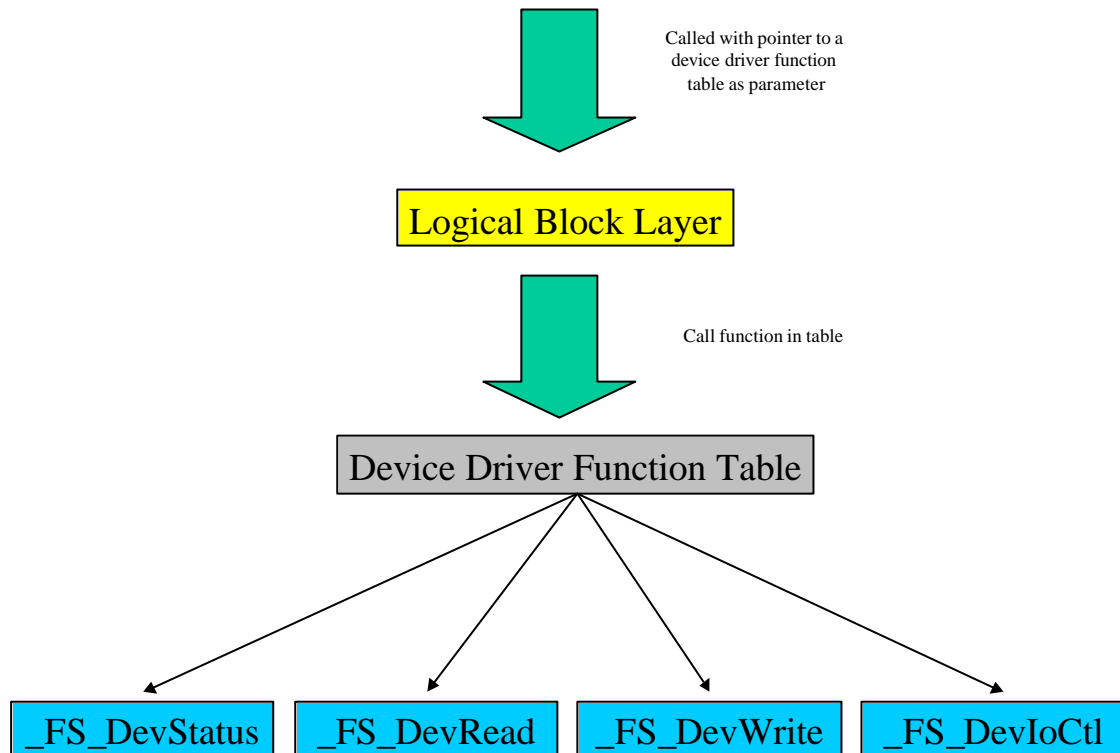 Called with pointer to a
device driver function
table as parameter
Logical Block Layer
Call function in table
Device Driver Function Table
_FS_DevStatus
_FS_DevRead
_FS_DevWrite
_FS_DevIoCtl